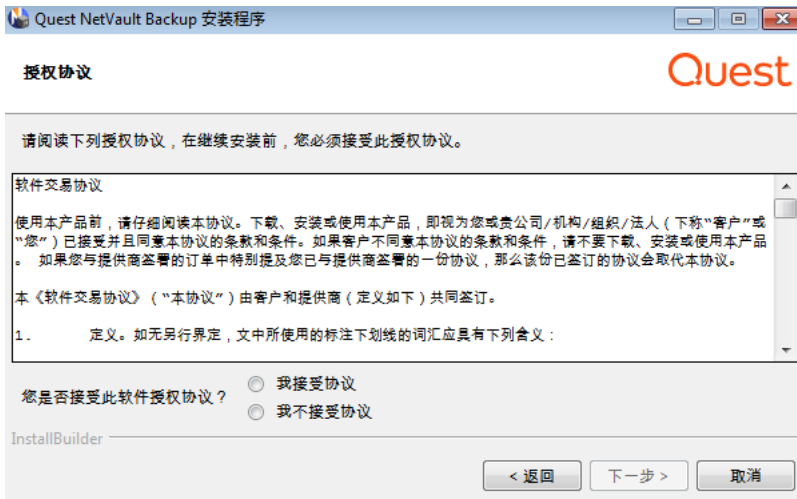 Quest NetVault Backup 安装程序
授权协议
Quest
请阅读下列授权协议，在继续安装前，您必须接受此授权协议。
软件交易协议
使用本产品前，请仔细阅读本协议。下载、安装或使用本产品，即视为您或贵公司/机构/组织/法人（下称“客户”或
“您”）已接受并且同意本协议的条款和条件。如果客户不同意本协议的条款和条件，请不要下载、安装或使用本产品
。 如果您与提供商签署的订单中特别提及您已与提供商签署的一份协议，那么该份已签订的协议会取代本协议。
本《软件交易协议》（“本协议”）由客户和提供商（定义如下）共同签订。
1. 定义。如无另行界定，文中所使用的标注下划线的词汇应具有下列含义：
您是否接受此软件授权协议？
我接受协议
我不接受协议
InstallBuilder
< 返回
下一步 >
取消